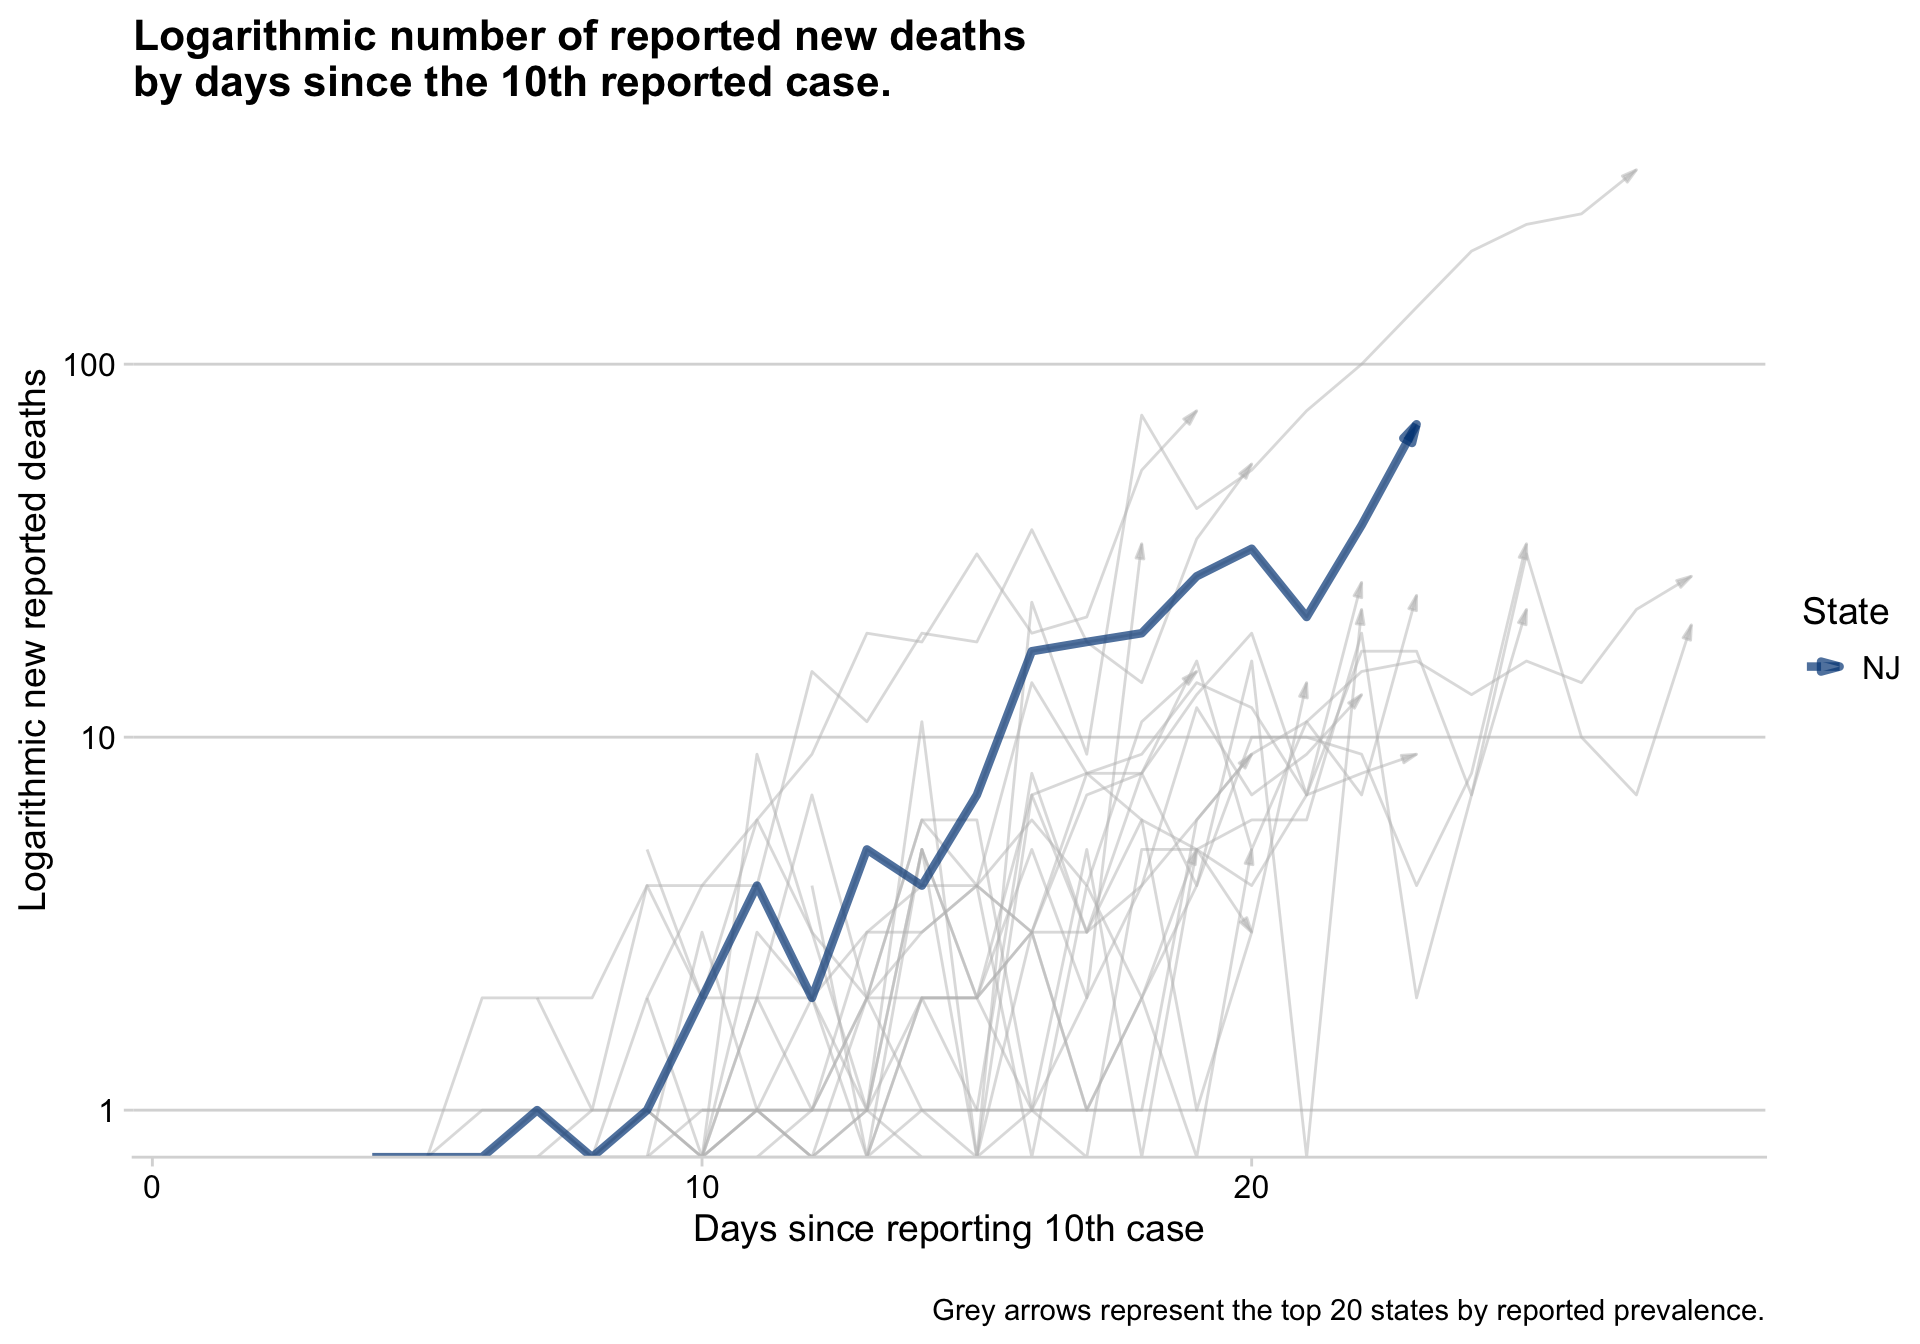 Logarithmic number of reported new deaths
by days since the 10th reported case.
Logarithmic new reported deaths
100
10
1
0
10
20
Days since reporting 10th case
State
NJ
Grey arrows represent the top 20 states by reported prevalence.